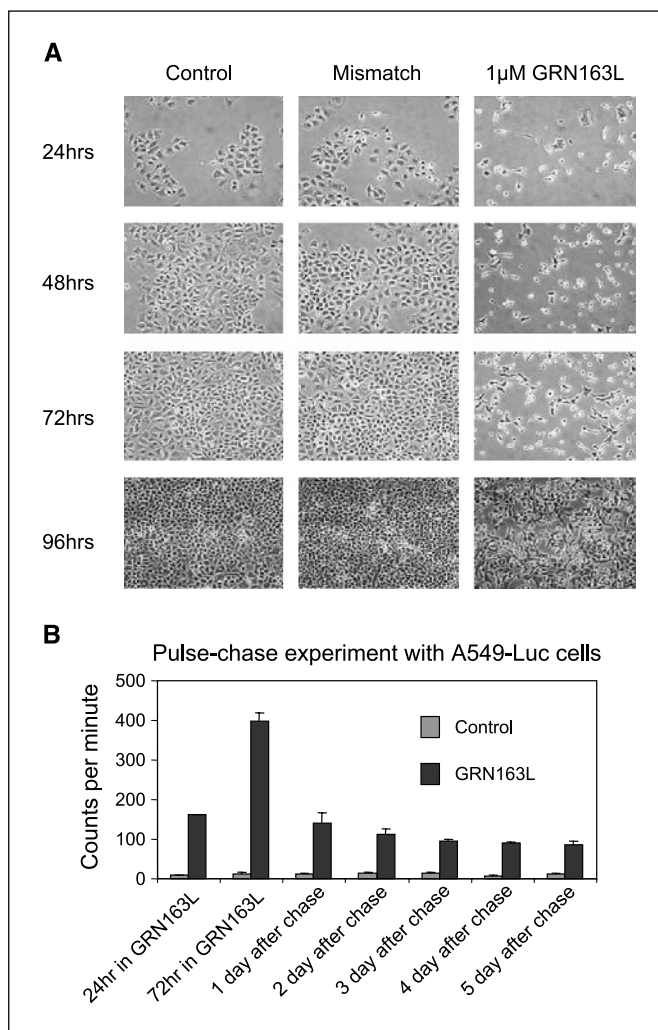 A
Control Mismatch 1µM GRN163L
24hrs
48hrs
72hrs
96hrs
B
Pulse-chase experiment with A549-Luc cells
Counts per minute
500
400
300
200
100
0
Control
GRN163L
24hr in GRN163L
72hr in GRN163L
1 day after chase
2 day after chase
3 day after chase
4 day after chase
5 day after chase